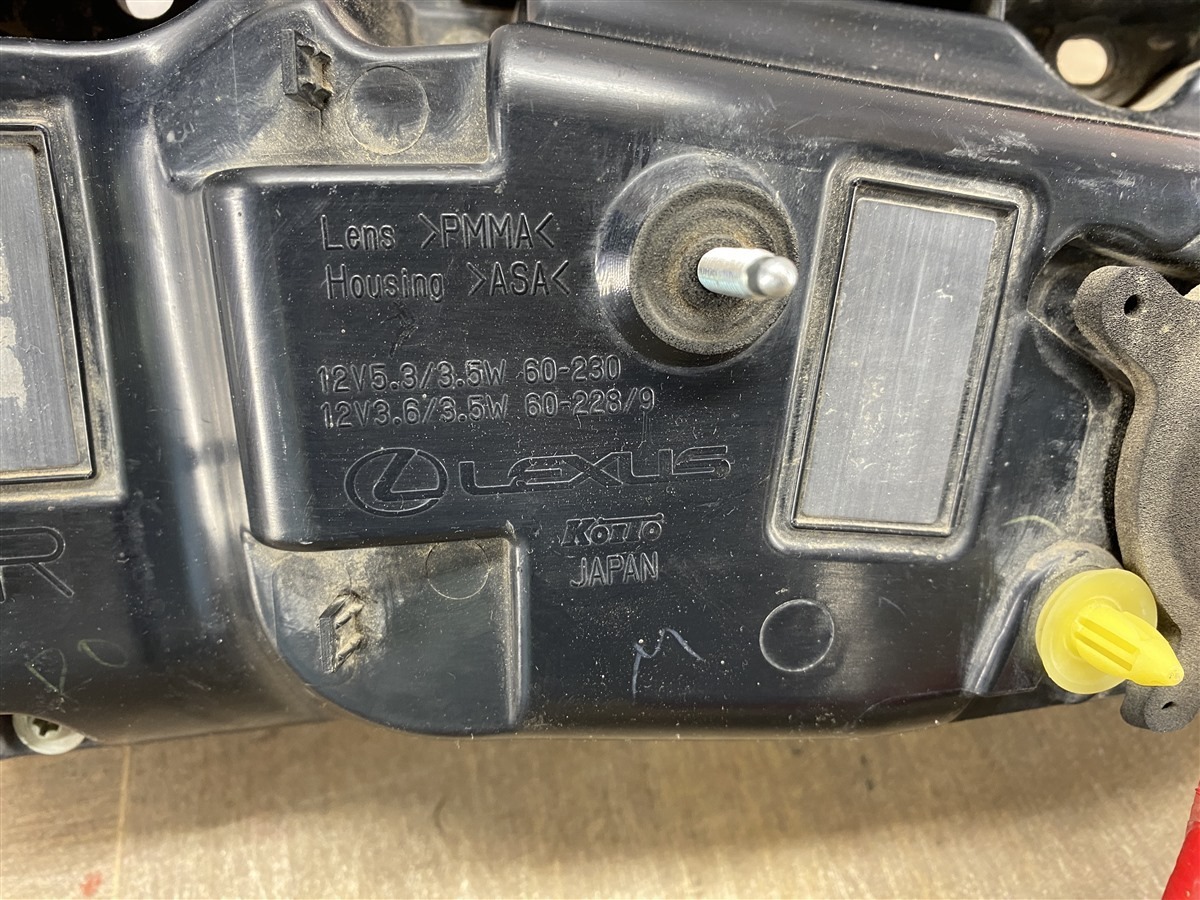 Lens >PMMA<
Housing >ASA<
12V5.3/3.5W 60-230
12V3.6/3.5W 60-228/9
LEXUS
KOITO
JAPAN
R